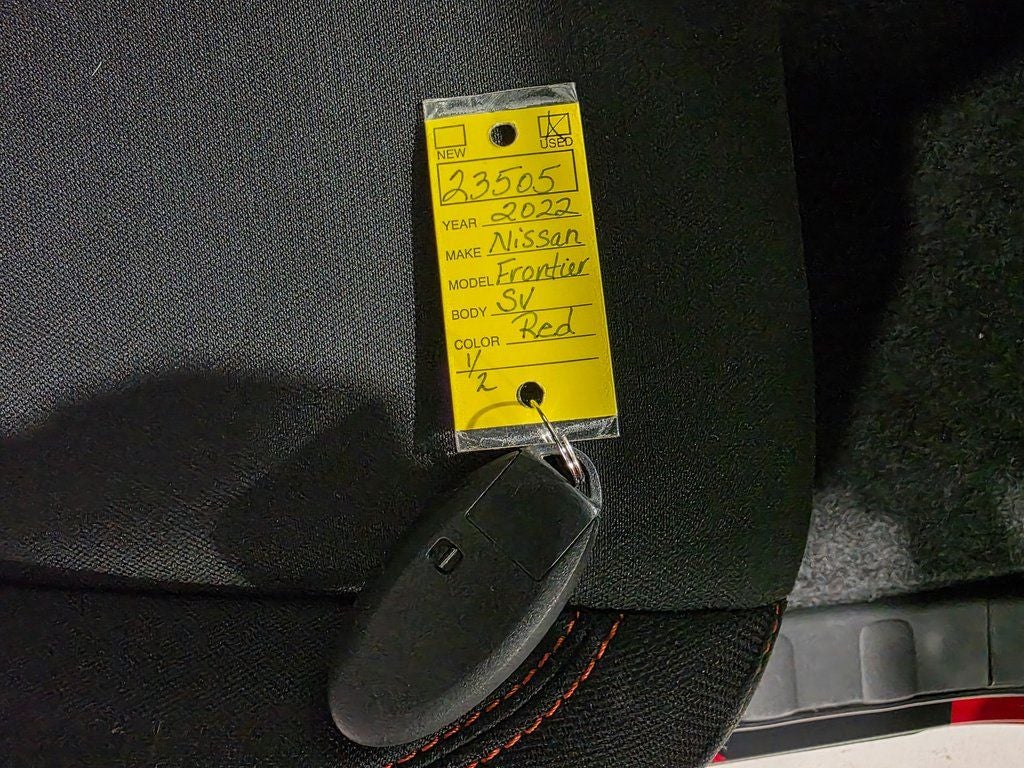 NEW USED
23505
YEAR 2022
MAKE Nissan
MODEL Frontier
BODY SV
COLOR Red
1/2